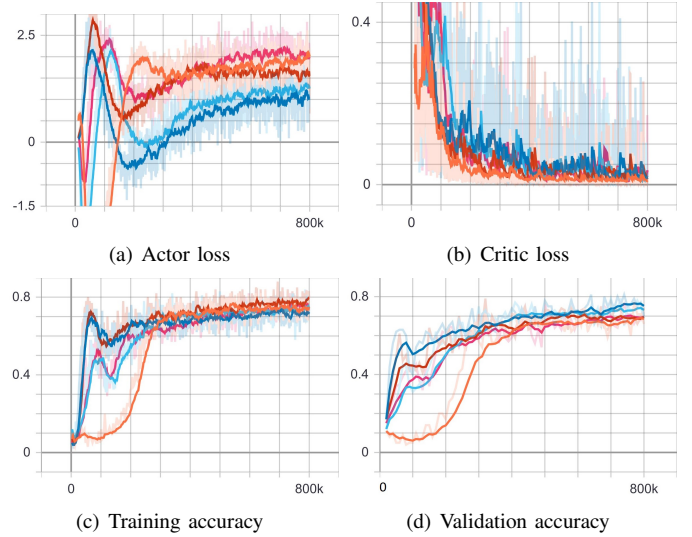 2.5
0
-1.5
0
800k
(a) Actor loss
0.4
0
0
800k
(b) Critic loss
0.8
0.4
0
0
800k
(c) Training accuracy
0.8
0.4
0
0
800k
(d) Validation accuracy